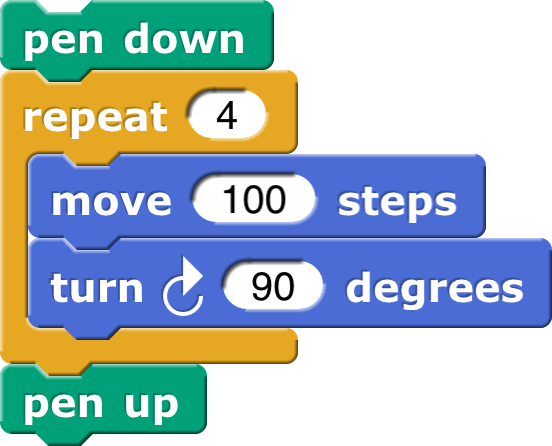 pen down
repeat 4
move 100 steps
turn 90 degrees
pen up